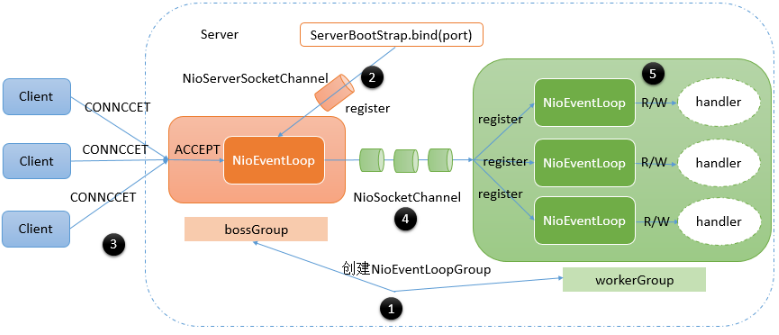 Server
ServerBootStrap.bind(port)
NioServerSocketChannel
2
register
5
Client
CONNCCET
NioEventLoop
R/W
handler
register
Client
CONNCCET
ACCEPT
NioEventLoop
register
NioEventLoop
R/W
handler
NioSocketChannel
4
CONNCCET
register
NioEventLoop
R/W
handler
Client
3
bossGroup
创建NioEventLoopGroup
workerGroup
1